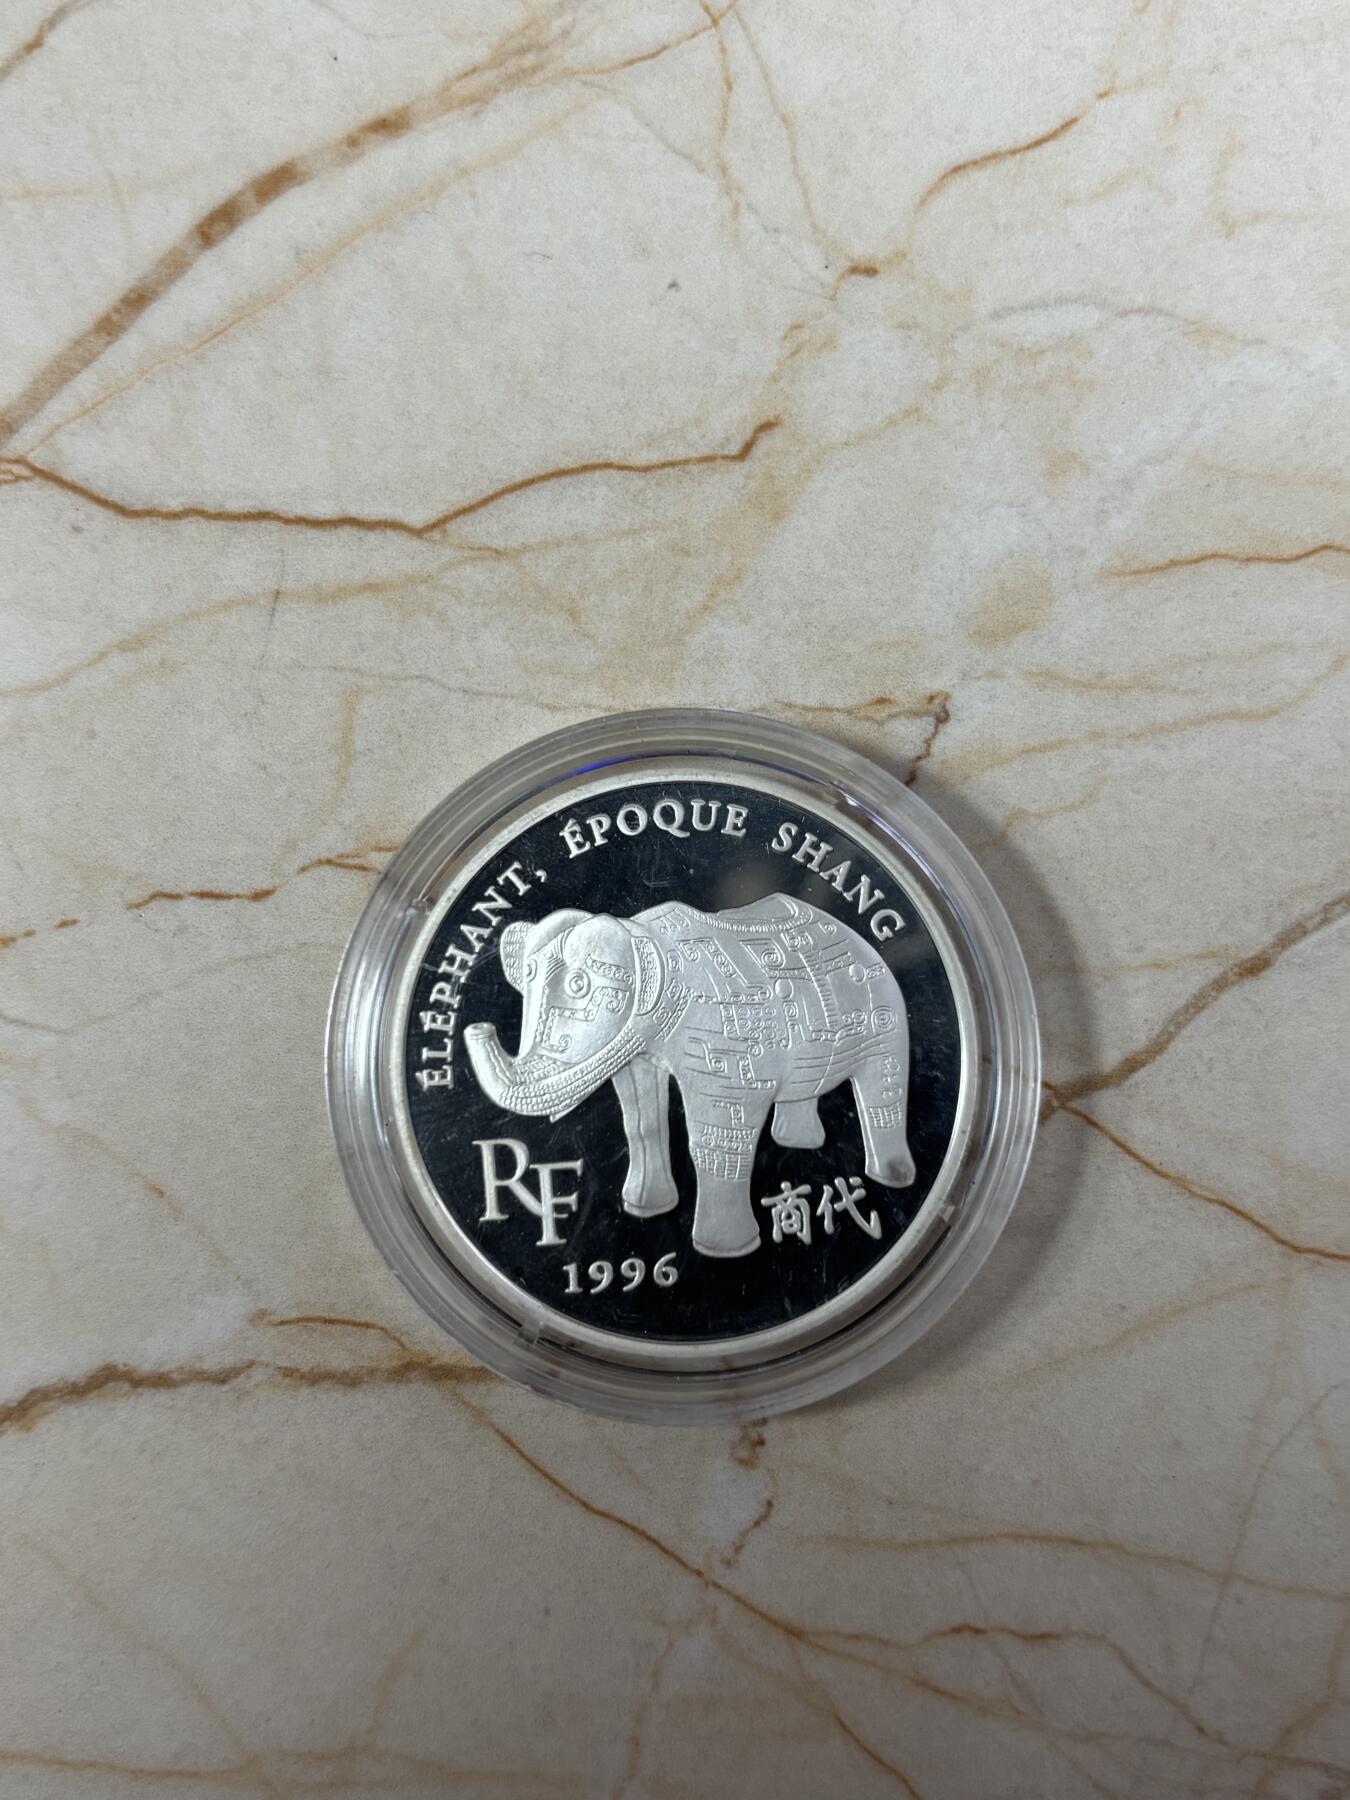 ÉLÉPHANT, ÉPOQUE SHANG
RF
商代
1996